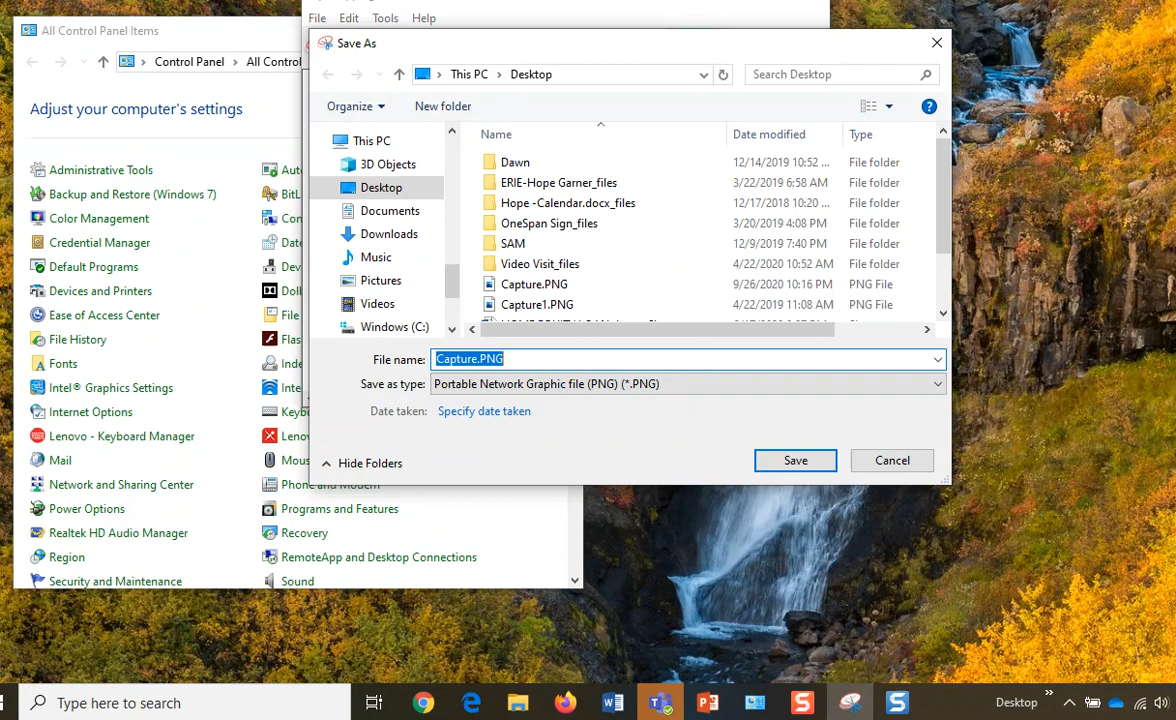 All Control Panel Items
Control Panel
All Control
Adjust your computer's settings
Administrative Tools
Backup and Restore (Windows 7)
Color Management
Credential Manager
Default Programs
Devices and Printers
Ease of Access Center
File History
Fonts
Intel® Graphics Settings
Internet Options
Lenovo - Keyboard Manager
Mail
Network and Sharing Center
Power Options
Realtek HD Audio Manager
Region
Security and Maintenance
Aut
BitL
Co
Date
Dev
Dol
File
Flas
Inde
Inte
Keyb
Leno
Mous
Phone and Modem
Programs and Features
Recovery
RemoteApp and Desktop Connections
Sound
File Edit Tools Help
Save As
This PC
Desktop
Search Desktop
Organize
New folder
This PC
3D Objects
Desktop
Documents
Downloads
Music
Pictures
Videos
Windows (C:)
Name Date modified Type
Dawn 12/14/2019 10:52 ... File folder
ERIE-Hope Garner_files 3/22/2019 6:58 AM File folder
Hope -Calendar.docx_files 12/17/2018 10:20 ... File folder
OneSpan Sign_files 3/20/2019 4:08 PM File folder
SAM 12/9/2019 7:40 PM File folder
Video Visit_files 4/22/2020 10:52 AM File folder
Capture.PNG 9/26/2020 10:16 PM PNG File
Capture1.PNG 4/22/2019 11:08 AM PNG File
File name: Capture.PNG
Save as type: Portable Network Graphic file (PNG) (*.PNG)
Date taken: Specify date taken
Hide Folders
Save
Cancel
Type here to search
Desktop